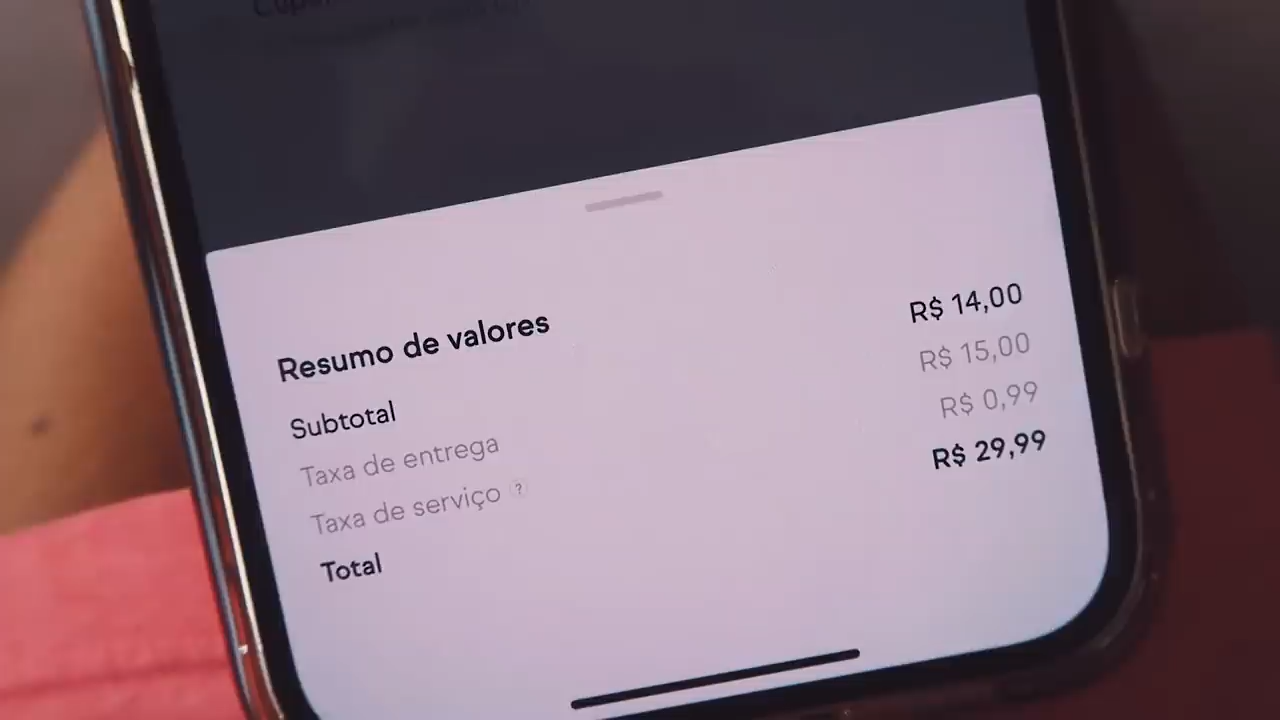 Resumo de valores
Subtotal R$ 14,00
Taxa de entrega R$ 15,00
Taxa de serviço ? R$ 0,99
Total R$ 29,99